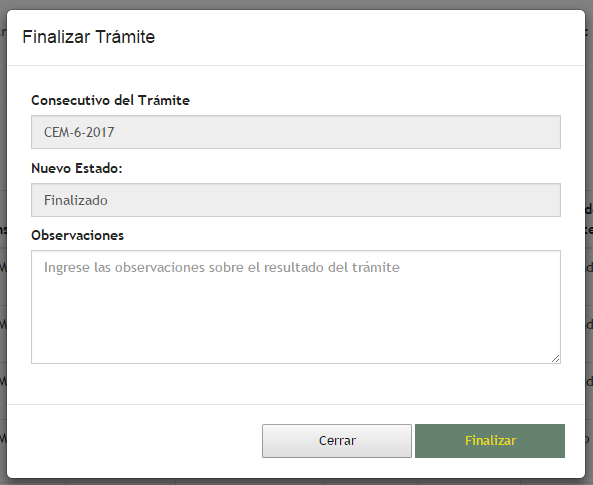 Finalizar Trámite
Consecutivo del Trámite
CEM-6-2017
Nuevo Estado:
Finalizado
Observaciones
Ingrese las observaciones sobre el resultado del trámite
Cerrar
Finalizar